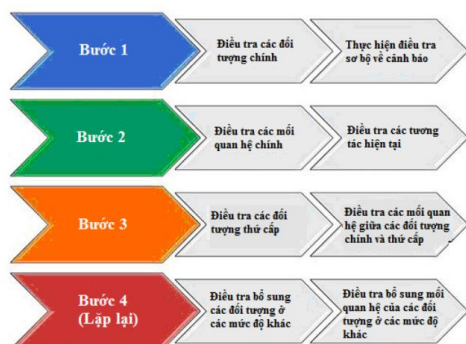 Bước 1
Điều tra các đối
tượng chính
Thực hiện điều tra
sơ bộ về cảnh báo
Bước 2
Điều tra các mối
quan hệ chính
Điều tra các tương
tác hiện tại
Bước 3
Điều tra các đối
tượng thứ cấp
Điều tra các mối quan
hệ giữa các đối tượng
chính và thứ cấp
Bước 4
(Lặp lại)
Điều tra bổ sung
các đối tượng ở
các mức độ khác
Điều tra bổ sung mối
quan hệ của các đối
tượng ở các mức độ
khác